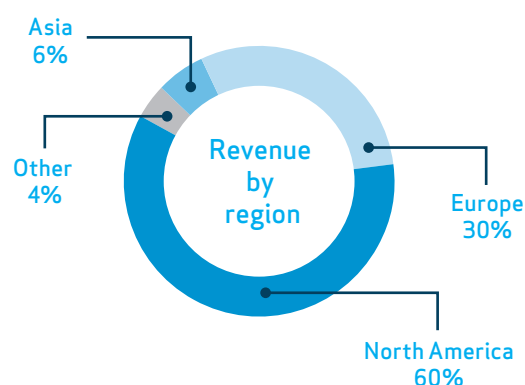 Asia
6%
Revenue
by
region
Other
4%
Europe
30%
North America
60%